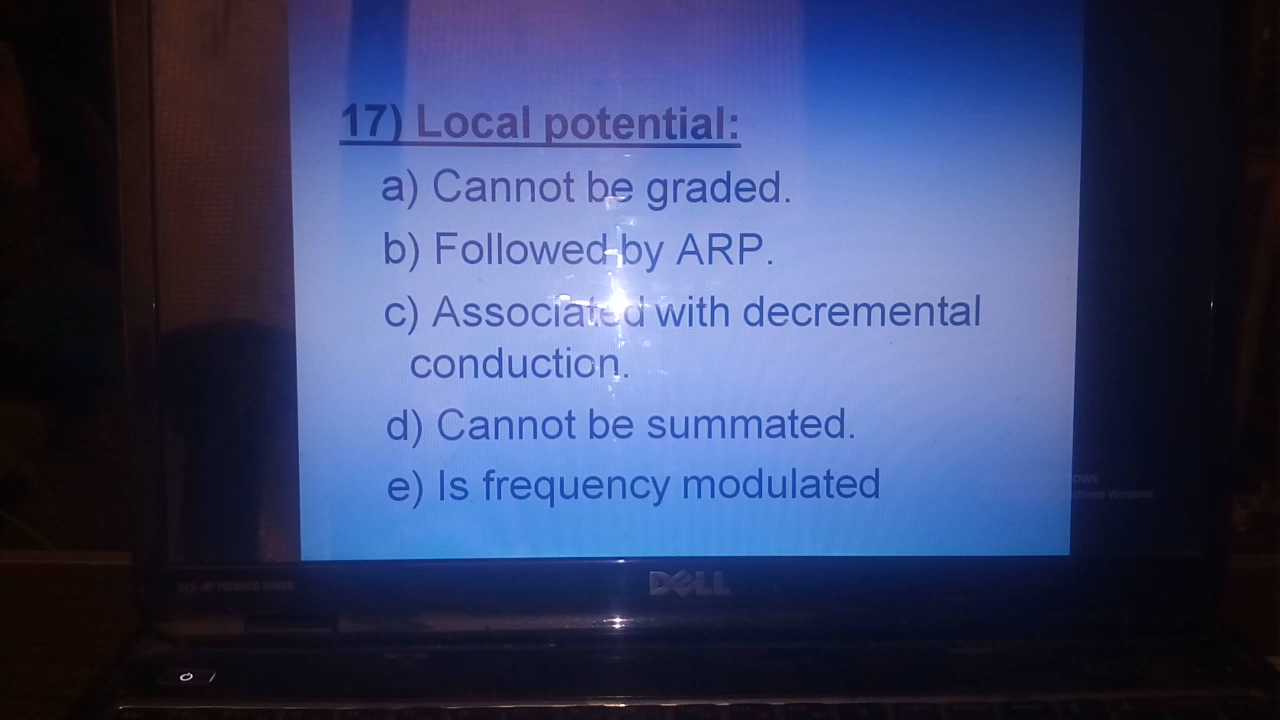 17) Local potential:
a) Cannot be graded.
b) Followed by ARP.
c) Associated with decremental
conduction.
d) Cannot be summated.
e) Is frequency modulated
DELL